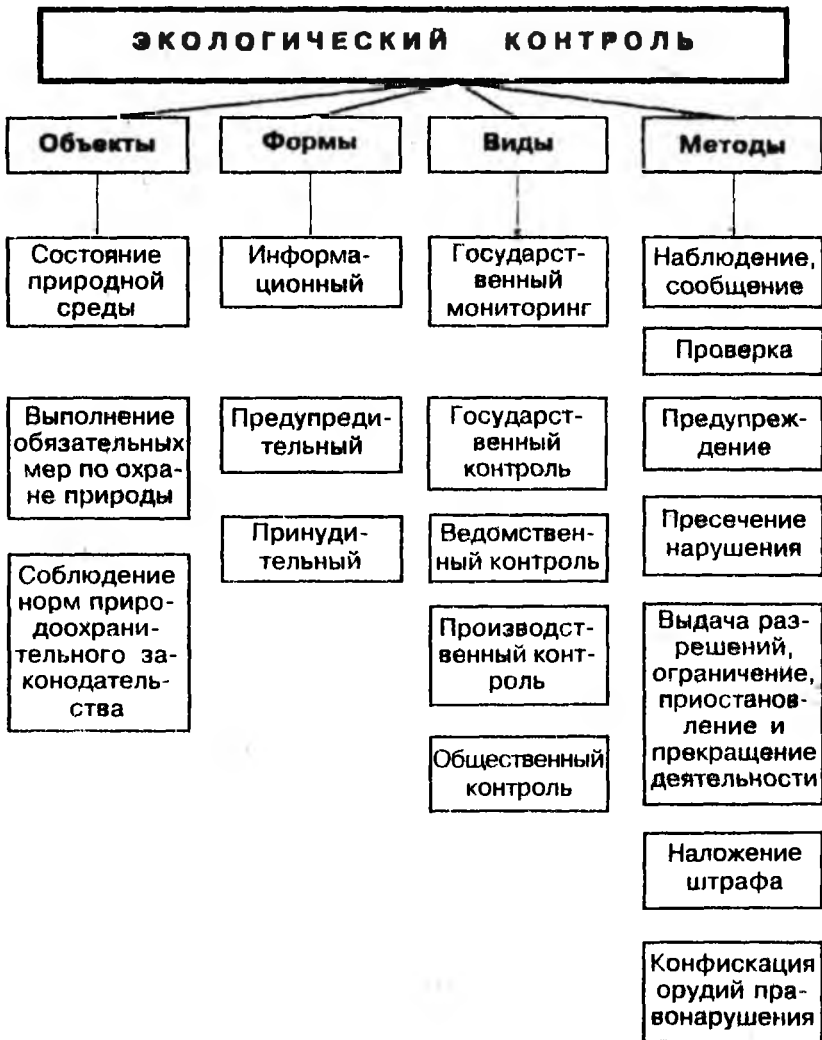 ЭКОЛОГИЧЕСКИЙ КОНТРОЛЬ
Объекты
Состояние
природной
среды
Выполнение
обязательных
мер по охра-
не природы
Соблюдение
норм приро-
доохрани-
тельного за-
конодатель-
ства
Формы
Информа-
ционный
Предупреди-
тельный
Принуди-
тельный
Виды
Государст-
венный
мониторинг
Государст-
венный
контроль
Ведомствен-
ный контроль
Производст-
венный конт-
роль
Общественный
контроль
Методы
Наблюдение,
сообщение
Проверка
Предупреж-
дение
Пресечение
нарушения
Выдача раз-
решений,
ограничение,
приостанов-
ление и
прекращение
деятельности
Наложение
штрафа
Конфискация
орудий пра-
вонарушения